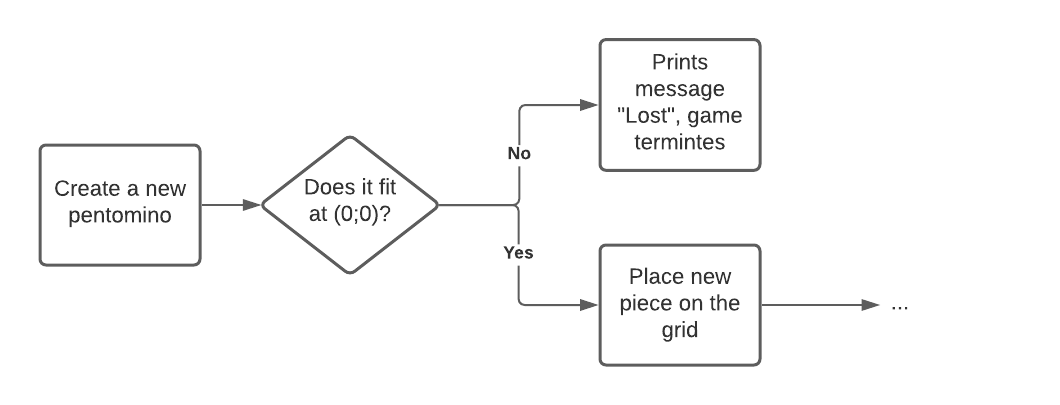 Create a new
pentomino
Does it fit
at (0;0)?
No
Yes
Prints
message
"Lost", game
termintes
Place new
piece on the
grid
...